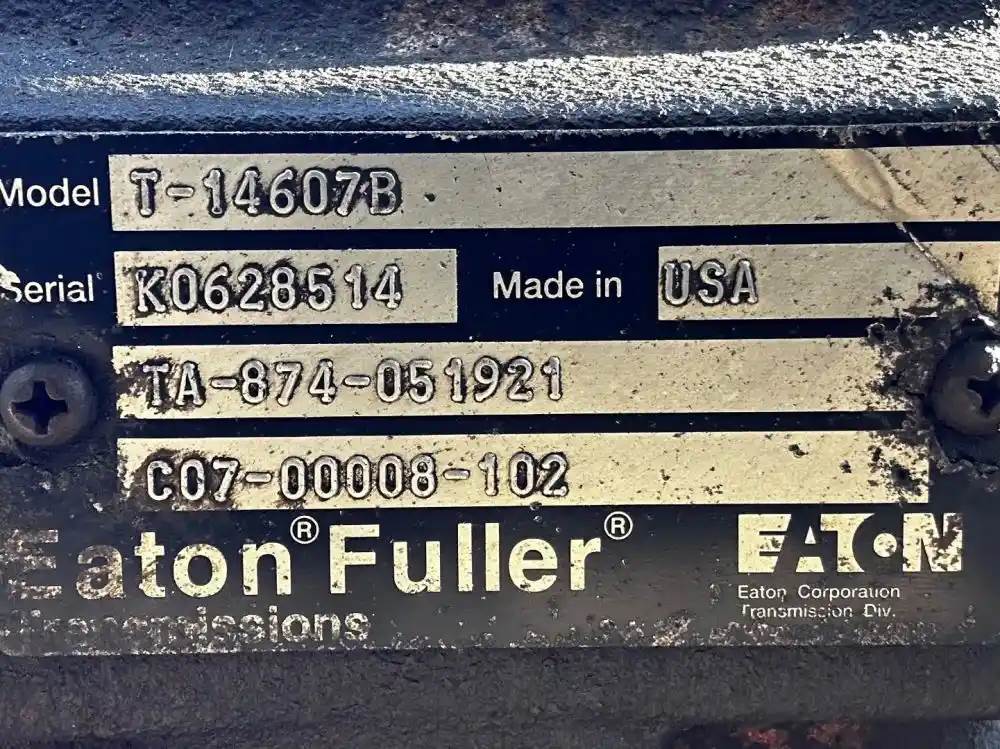 Model T-14607B
Serial K0628514 Made in USA
TA-874-051921
C07-00008-102
Eaton® Fuller® EATON
Eaton Corporation
Transmission Div.
Transmissions